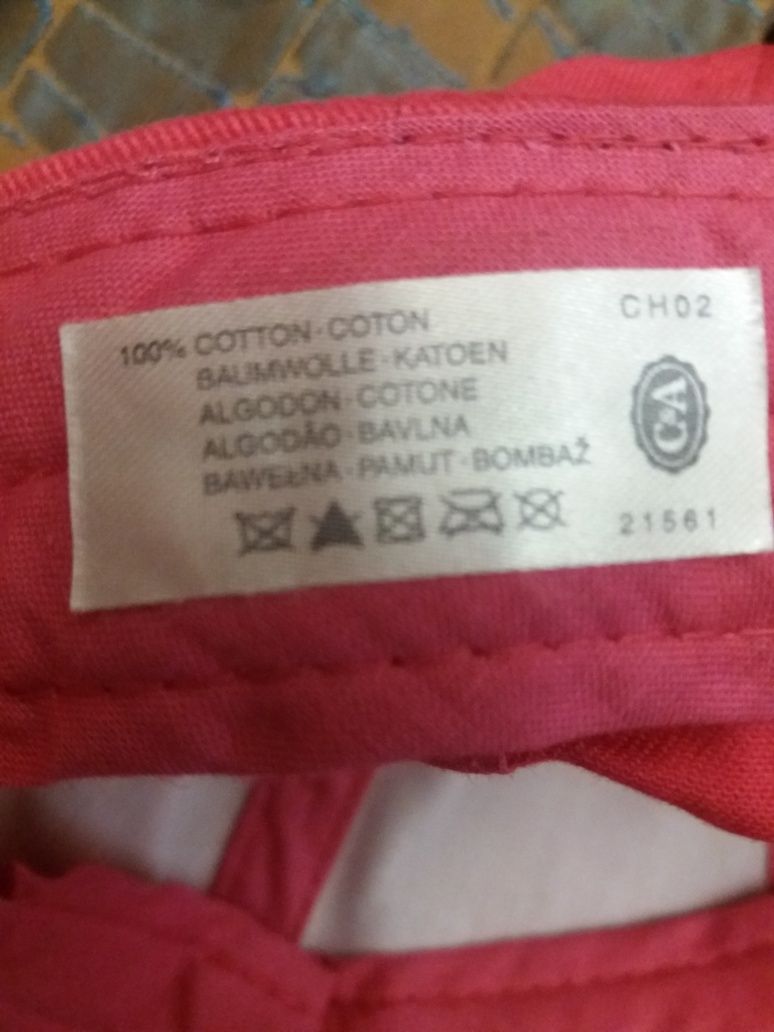 100% COTTON·COTON
BAUMWOLLE·KATOEN
ALGODON·COTONE
ALGODÃO·BAVLNA
BAWEŁNA·PAMUT·BOMBAŽ
CH02
C&A
21561